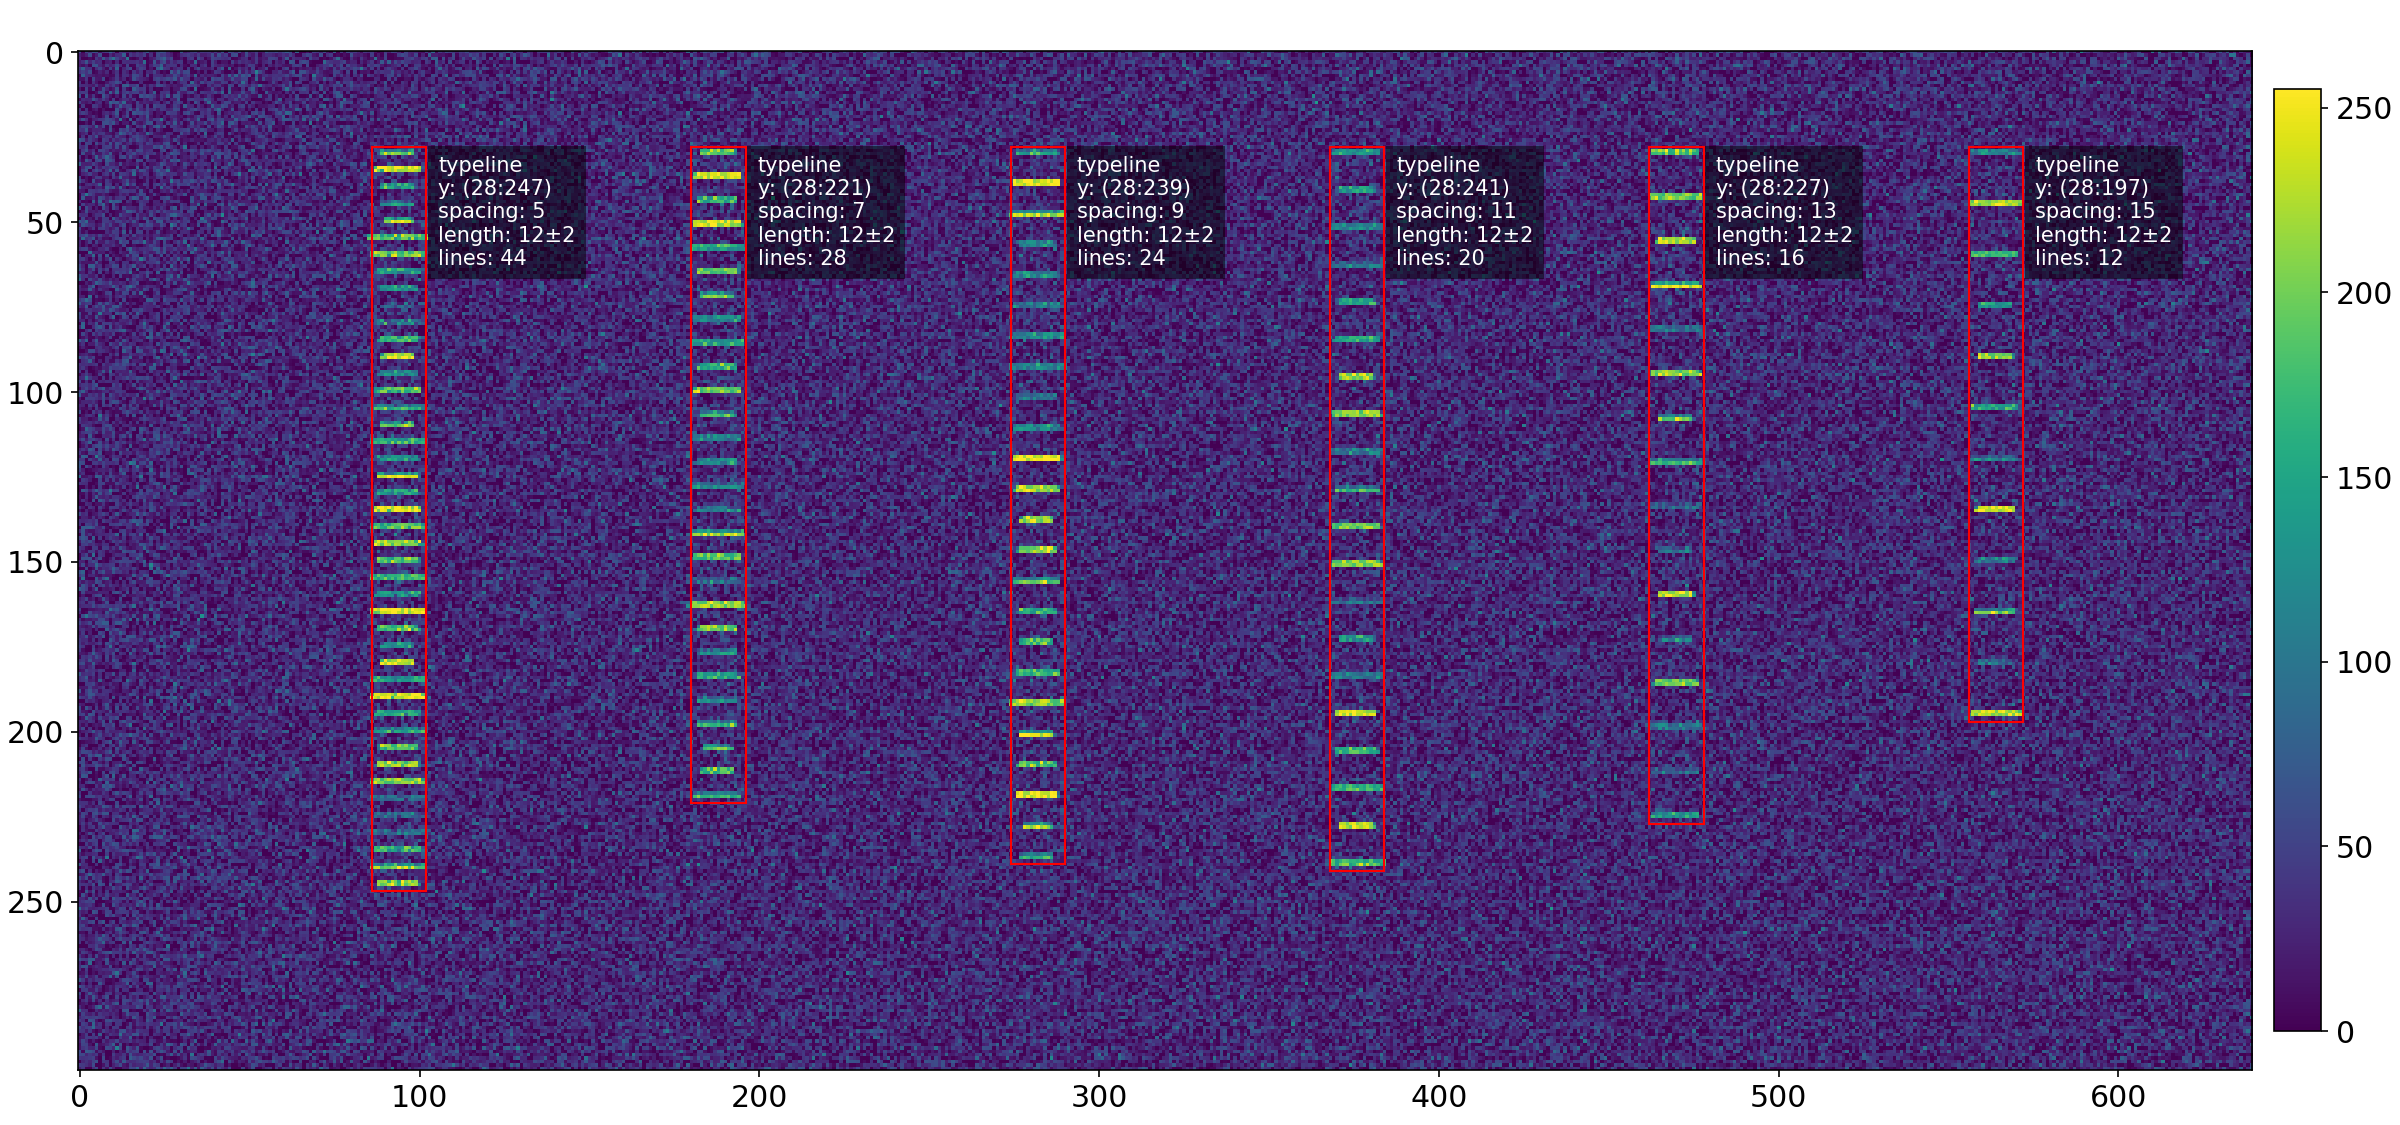 typeline
y: (28:247)
spacing: 5
length: 12±2
lines: 44
typeline
y: (28:221)
spacing: 7
length: 12±2
lines: 28
typeline
y: (28:239)
spacing: 9
length: 12±2
lines: 24
typeline
y: (28:241)
spacing: 11
length: 12±2
lines: 20
typeline
y: (28:227)
spacing: 13
length: 12±2
lines: 16
typeline
y: (28:197)
spacing: 15
length: 12±2
lines: 12
0
50
100
150
200
250
0
100
200
300
400
500
600
250
200
150
100
50
0